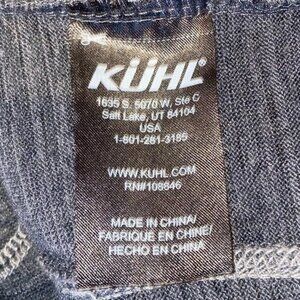 KÜHL®
1635 S. 5070 W, Ste C
Salt Lake, UT 84104
USA
1-801-281-3185
WWW.KUHL.COM
RN#108846
MADE IN CHINA/
FABRIQUÉ EN CHINE/
HECHO EN CHINA